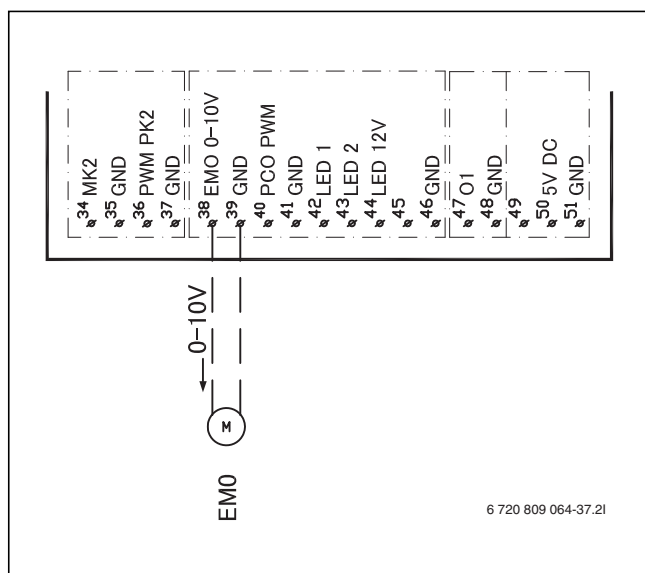 34 MK2
35 GND
36 PWM PK2
37 GND
38 EMO 0-10V
39 GND
40 PCO PWM
41 GND
42 LED 1
43 LED 2
44 LED 12V
45
46 GND
47 O1
48 GND
49
50 5V DC
51 GND
0-10V
M
EM0
6 720 809 064-37.2I